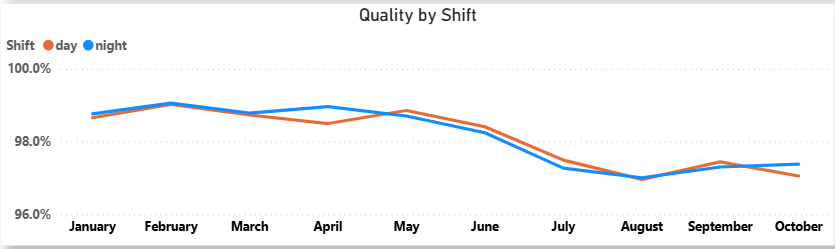 Quality by Shift
Shift day night
100.0%
98.0%
96.0%
January February March April May June July August September October